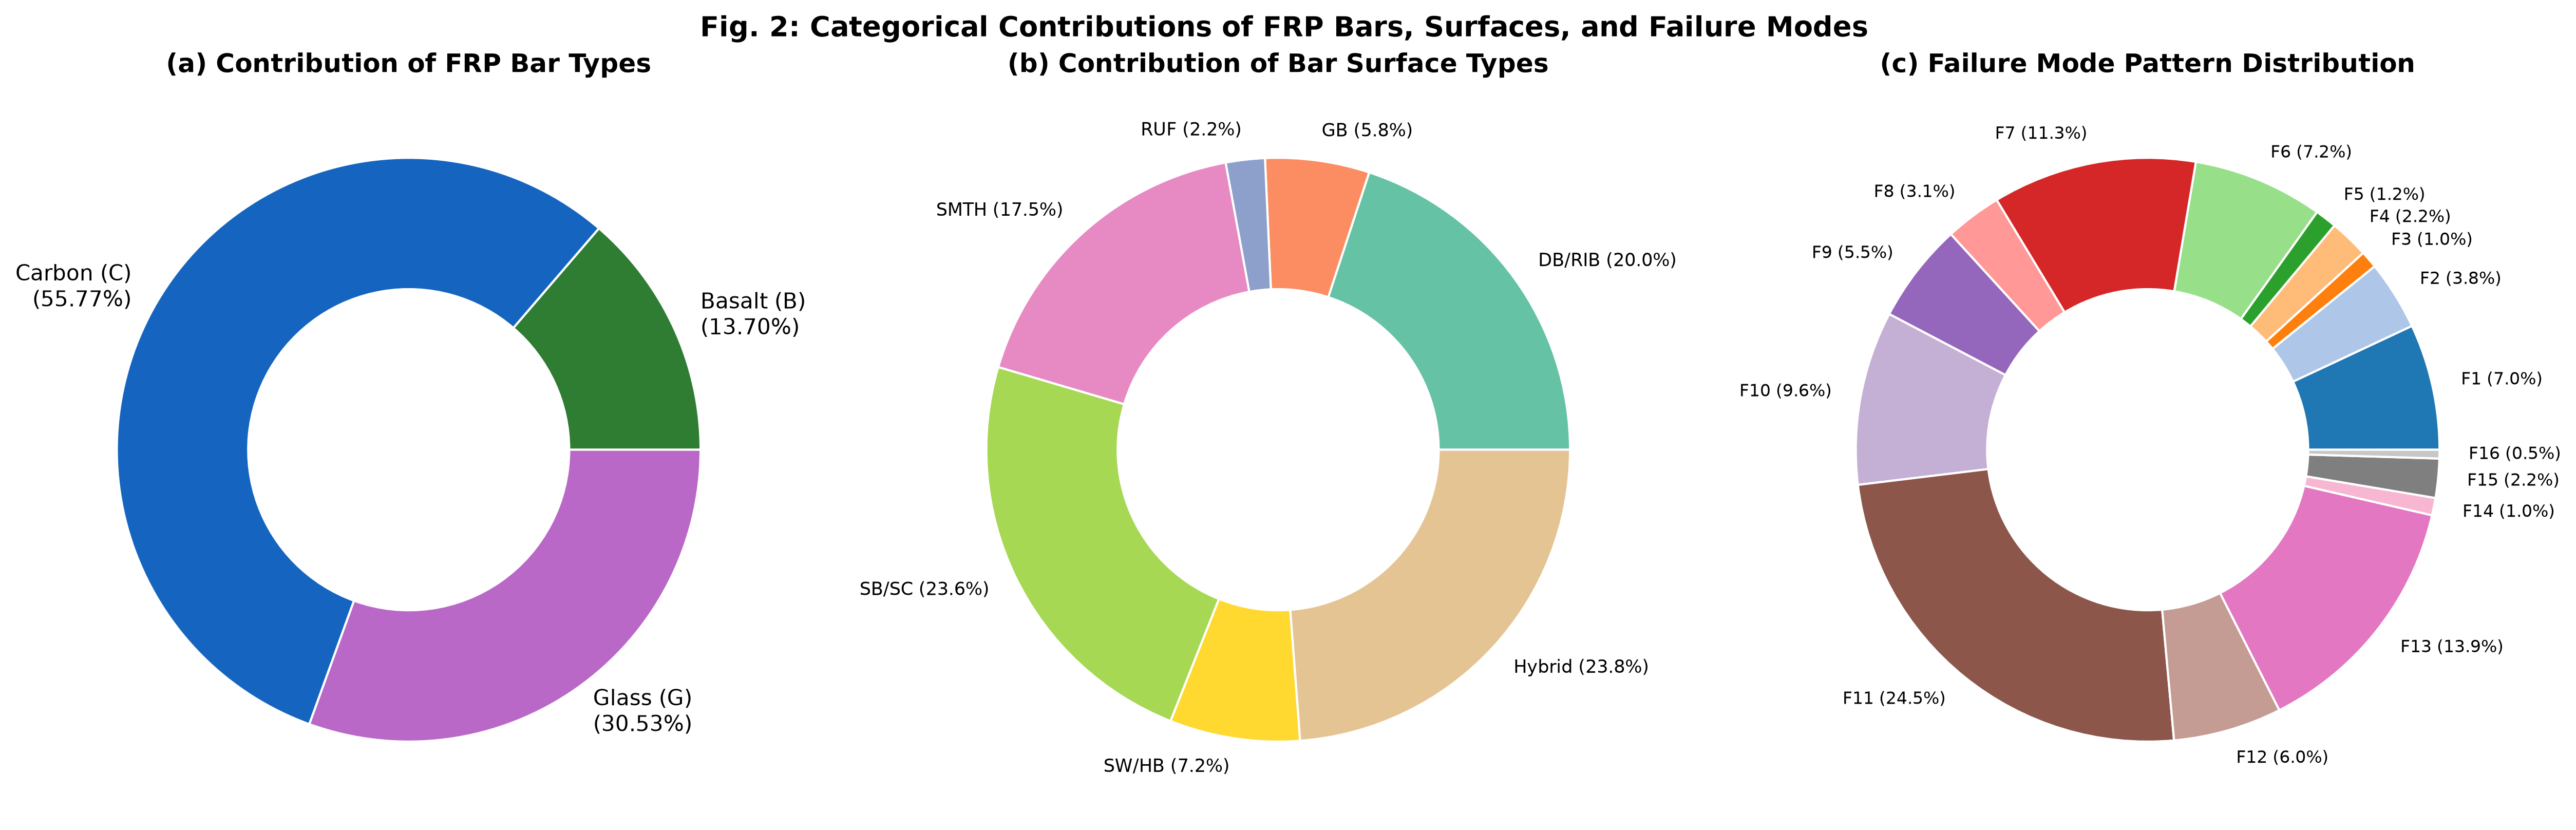 Fig. 2: Categorical Contributions of FRP Bars, Surfaces, and Failure Modes
(a) Contribution of FRP Bar Types
Carbon (C)
(55.77%)
Basalt (B)
(13.70%)
Glass (G)
(30.53%)
(b) Contribution of Bar Surface Types
RUF (2.2%)
GB (5.8%)
SMTH (17.5%)
DB/RIB (20.0%)
SB/SC (23.6%)
Hybrid (23.8%)
SW/HB (7.2%)
(c) Failure Mode Pattern Distribution
F7 (11.3%)
F6 (7.2%)
F8 (3.1%)
F5 (1.2%)
F4 (2.2%)
F3 (1.0%)
F9 (5.5%)
F2 (3.8%)
F1 (7.0%)
F10 (9.6%)
F16 (0.5%)
F15 (2.2%)
F14 (1.0%)
F13 (13.9%)
F11 (24.5%)
F12 (6.0%)